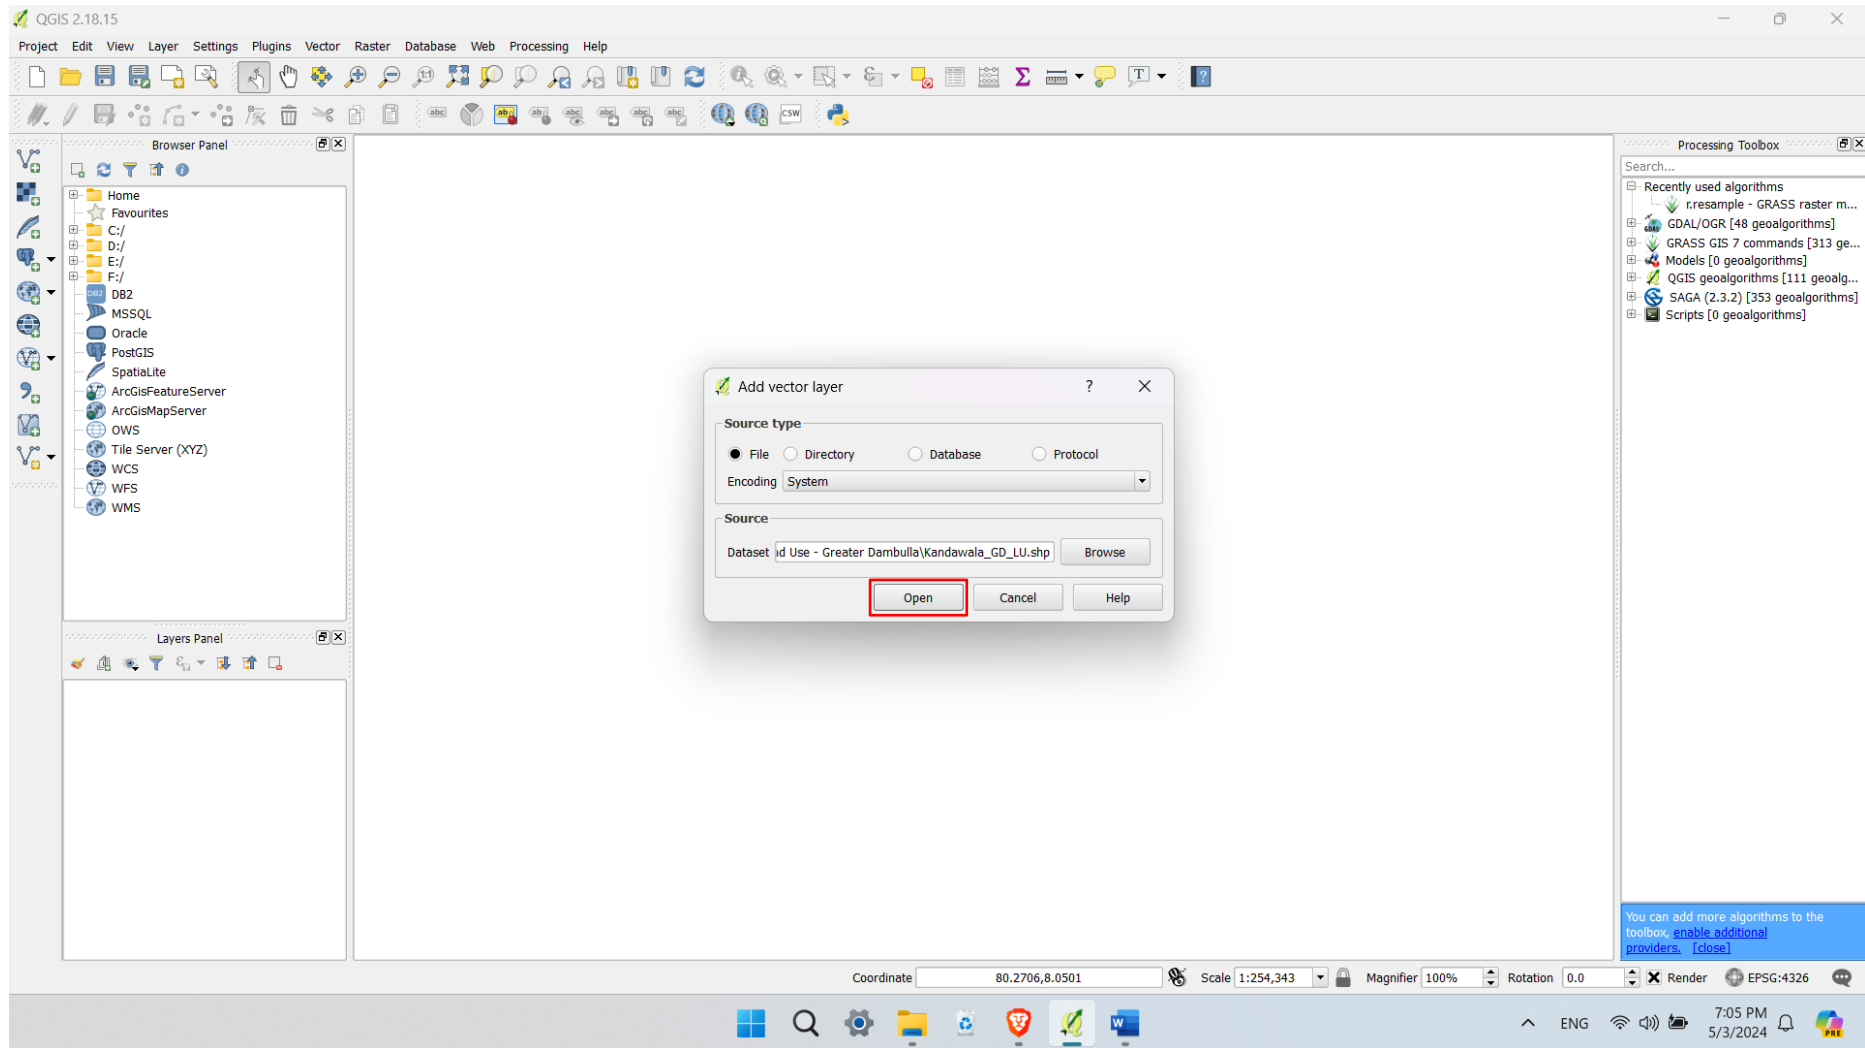 QGIS 2.18.15
Project Edit View Layer Settings Plugins Vector Raster Database Web Processing Help
Browser Panel
Home
Favourites
C:/
D:/
E:/
F:/
DB2
MSSQL
Oracle
PostGIS
SpatiaLite
ArcGisFeatureServer
ArcGisMapServer
OWS
Tile Server (XYZ)
WCS
WFS
WMS
Layers Panel
Add vector layer
Source type
File Directory Database Protocol
Encoding System
Source
Dataset d Use - Greater Dambulla\Kandawala_GD_LU.shp Browse
Open Cancel Help
Processing Toolbox
Search...
Recently used algorithms
r.resample - GRASS raster m...
GDAL/OGR [48 geoalgorithms]
GRASS GIS 7 commands [313 ge...
Models [0 geoalgorithms]
QGIS geoalgorithms [111 geoalg...
SAGA (2.3.2) [353 geoalgorithms]
Scripts [0 geoalgorithms]
You can add more algorithms to the
toolbox, enable additional
providers. [close]
Coordinate 80.2706,8.0501 Scale 1:254,343 Magnifier 100% Rotation 0.0 Render EPSG:4326
ENG 7:05 PM
5/3/2024